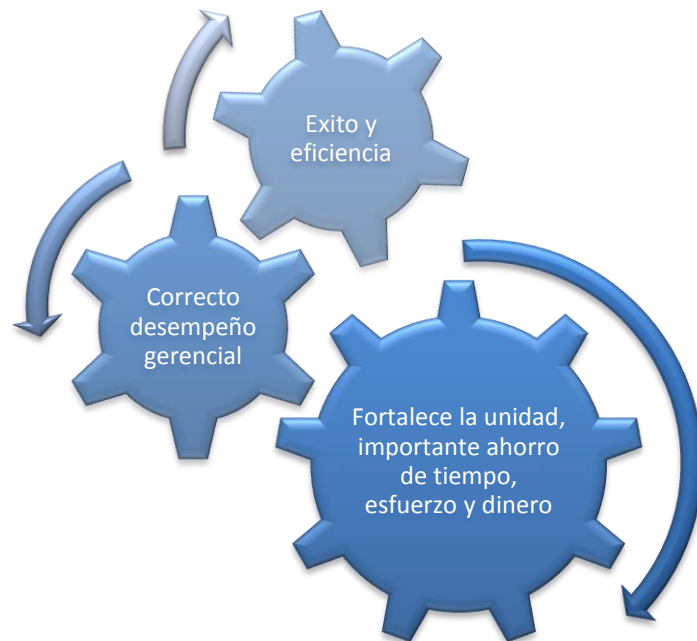 Exito y
eficiencia
Correcto
desempeño
gerencial
Fortalece la unidad,
importante ahorro
de tiempo,
esfuerzo y dinero